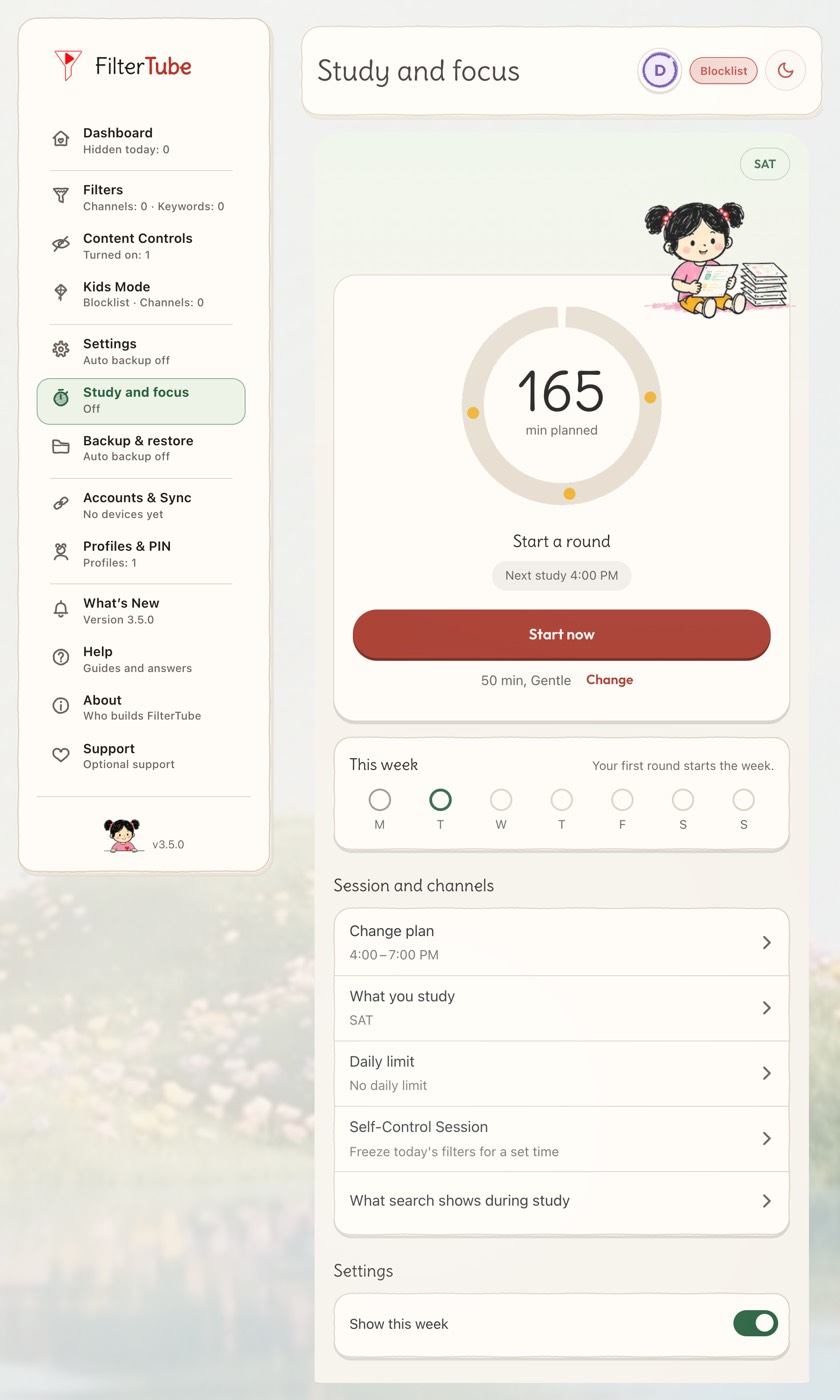 FilterTube
Dashboard
Hidden today: 0
Filters
Channels: 0 · Keywords: 0
Content Controls
Turned on: 1
Kids Mode
Blocklist · Channels: 0
Settings
Auto backup off
Study and focus
Off
Backup & restore
Auto backup off
Accounts & Sync
No devices yet
Profiles & PIN
Profiles: 1
What's New
Version 3.5.0
Help
Guides and answers
About
Who builds FilterTube
Support
Optional support
v3.5.0
Study and focus
D
Blocklist
SAT
165
min planned
Start a round
Next study 4:00 PM
Start now
50 min, Gentle Change
This week
Your first round starts the week.
M T W T F S S
Session and channels
Change plan
4:00–7:00 PM
What you study
SAT
Daily limit
No daily limit
Self-Control Session
Freeze today's filters for a set time
What search shows during study
Settings
Show this week